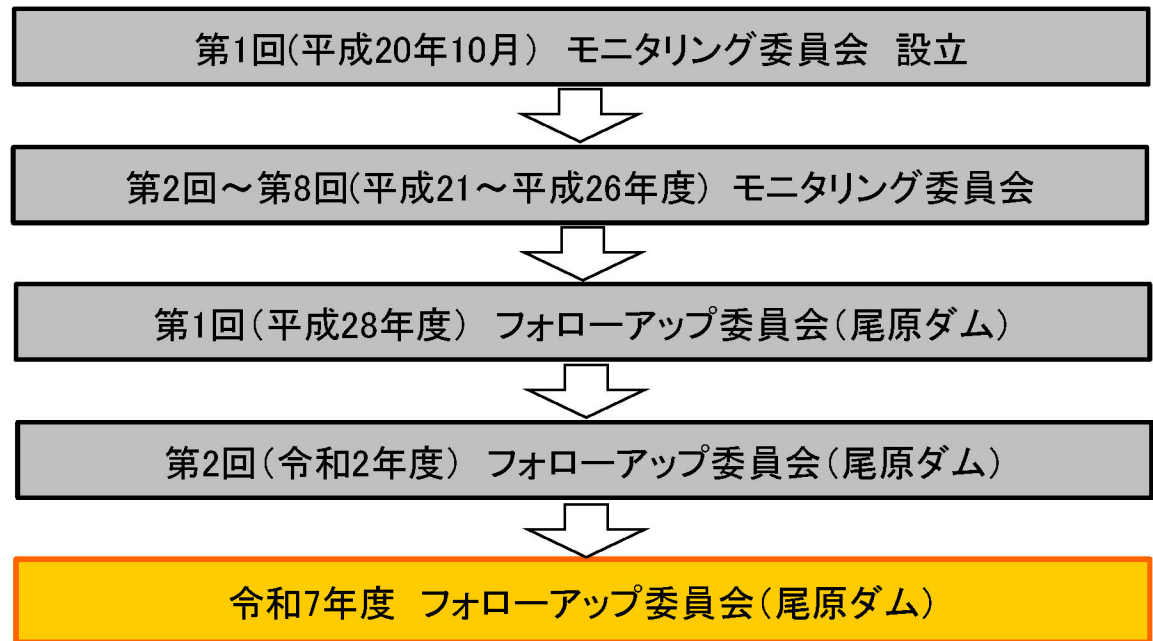 第1回(平成20年10月） モニタリング委員会 設立
第2回～第8回(平成21～平成26年度） モニタリング委員会
第1回（平成28年度） フォローアップ委員会（尾原ダム）
第2回（令和2年度） フォローアップ委員会（尾原ダム）
令和7年度 フォローアップ委員会（尾原ダム）